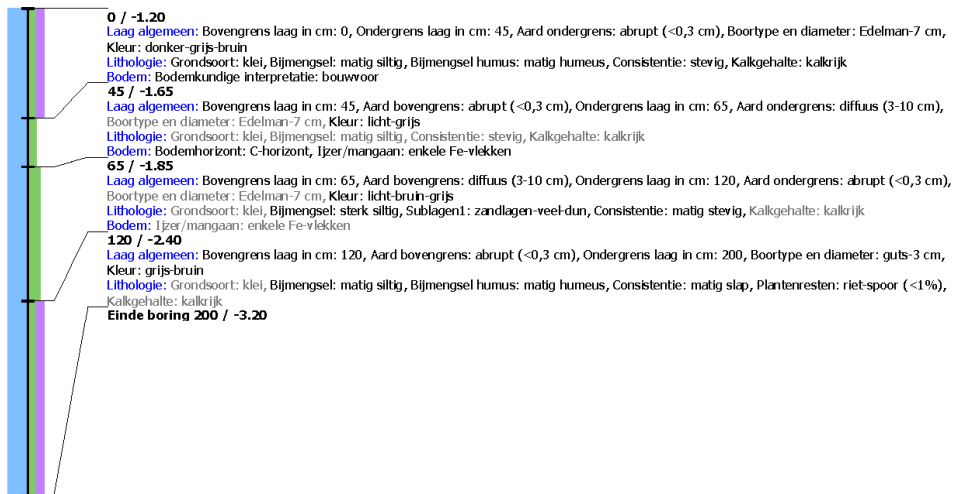 0 / -1.20
Laag algemeen: Bovengrens laag in cm: 0, Ondergrens laag in cm: 45, Aard ondergrens: abrupt (<0,3 cm), Boortype en diameter: Edelman-7 cm,
Kleur: donker-grijs-bruin
Lithologie: Grondsoort: klei, Bijmengsel: matig siltig, Bijmengsel humus: matig humeus, Consistentie: stevig, Kalkgehalte: kalkrijk
Bodem: Bodemkundige interpretatie: bouwvoor
45 / -1.65
Laag algemeen: Bovengrens laag in cm: 45, Aard bovengrens: abrupt (<0,3 cm), Ondergrens laag in cm: 65, Aard ondergrens: diffuus (3-10 cm),
Boortype en diameter: Edelman-7 cm, Kleur: licht-grijs
Lithologie: Grondsoort: klei, Bijmengsel: matig siltig, Consistentie: stevig, Kalkgehalte: kalkrijk
Bodem: Bodemhorizont: C-horizont, Ijzer/mangaan: enkele Fe-vlekken
65 / -1.85
Laag algemeen: Bovengrens laag in cm: 65, Aard bovengrens: diffuus (3-10 cm), Ondergrens laag in cm: 120, Aard ondergrens: abrupt (<0,3 cm),
Boortype en diameter: Edelman-7 cm, Kleur: licht-bruin-grijs
Lithologie: Grondsoort: klei, Bijmengsel: sterk siltig, Sublagen1: zandlagen-veel-dun, Consistentie: matig stevig, Kalkgehalte: kalkrijk
Bodem: Ijzer/mangaan: enkele Fe-vlekken
120 / -2.40
Laag algemeen: Bovengrens laag in cm: 120, Aard bovengrens: abrupt (<0,3 cm), Ondergrens laag in cm: 200, Boortype en diameter: guts-3 cm,
Kleur: grijs-bruin
Lithologie: Grondsoort: klei, Bijmengsel: matig siltig, Bijmengsel humus: matig humeus, Consistentie: matig slap, Plantenresten: riet-spoor (<1%),
Kalkgehalte: kalkrijk
Einde boring 200 / -3.20